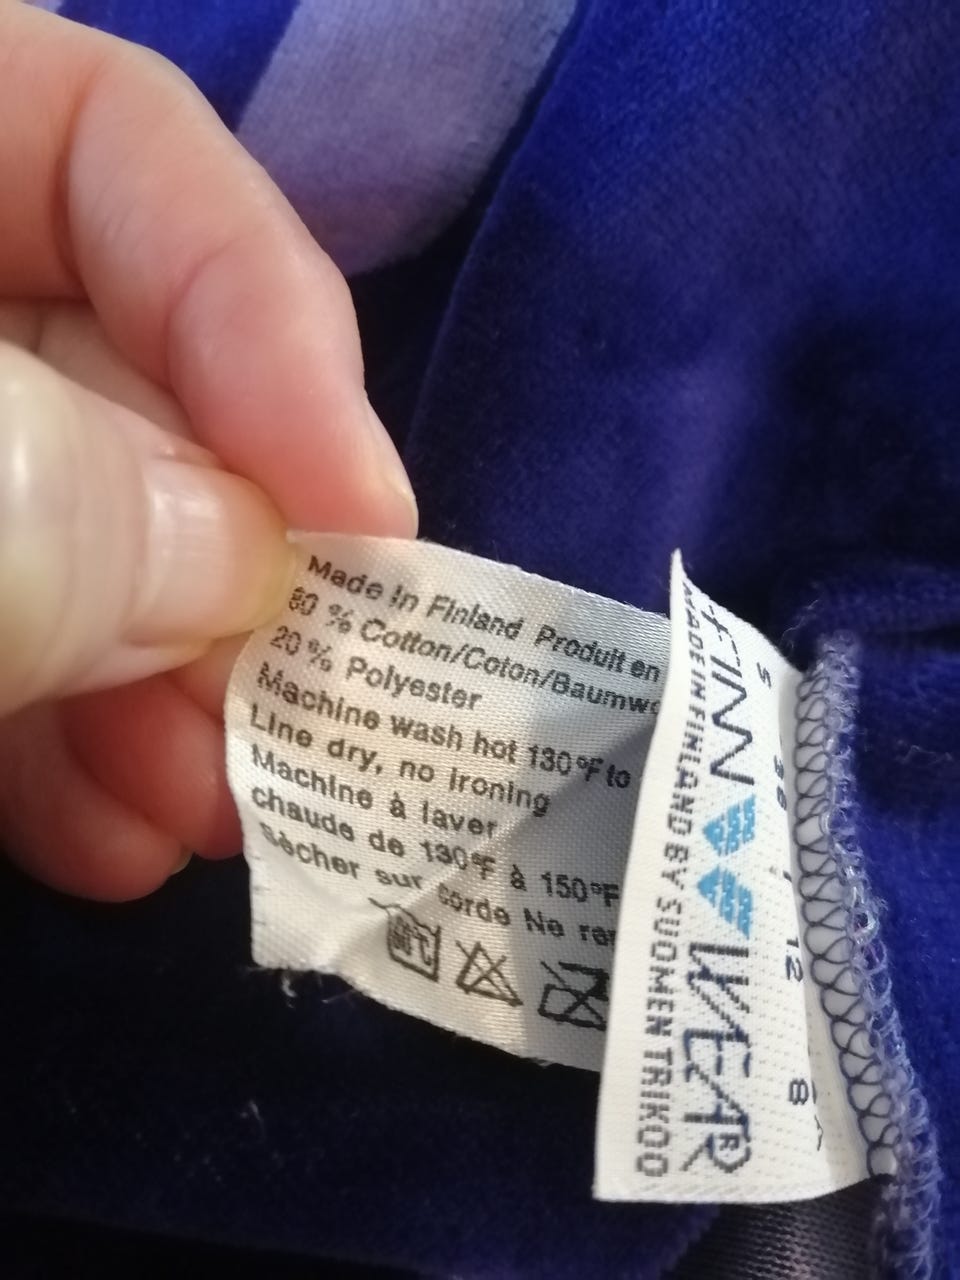 Made in Finland Produit en
80 % Cotton/Coton/Baumwo
20 % Polyester
Machine wash hot 130°F to
Line dry, no ironing
Machine à laver
chaude de 130°F à 150°F
Sécher sur corde Ne re
FINN WEAR
MADE IN FINLAND BY SUOMEN TRIKOO
S
38
12
8